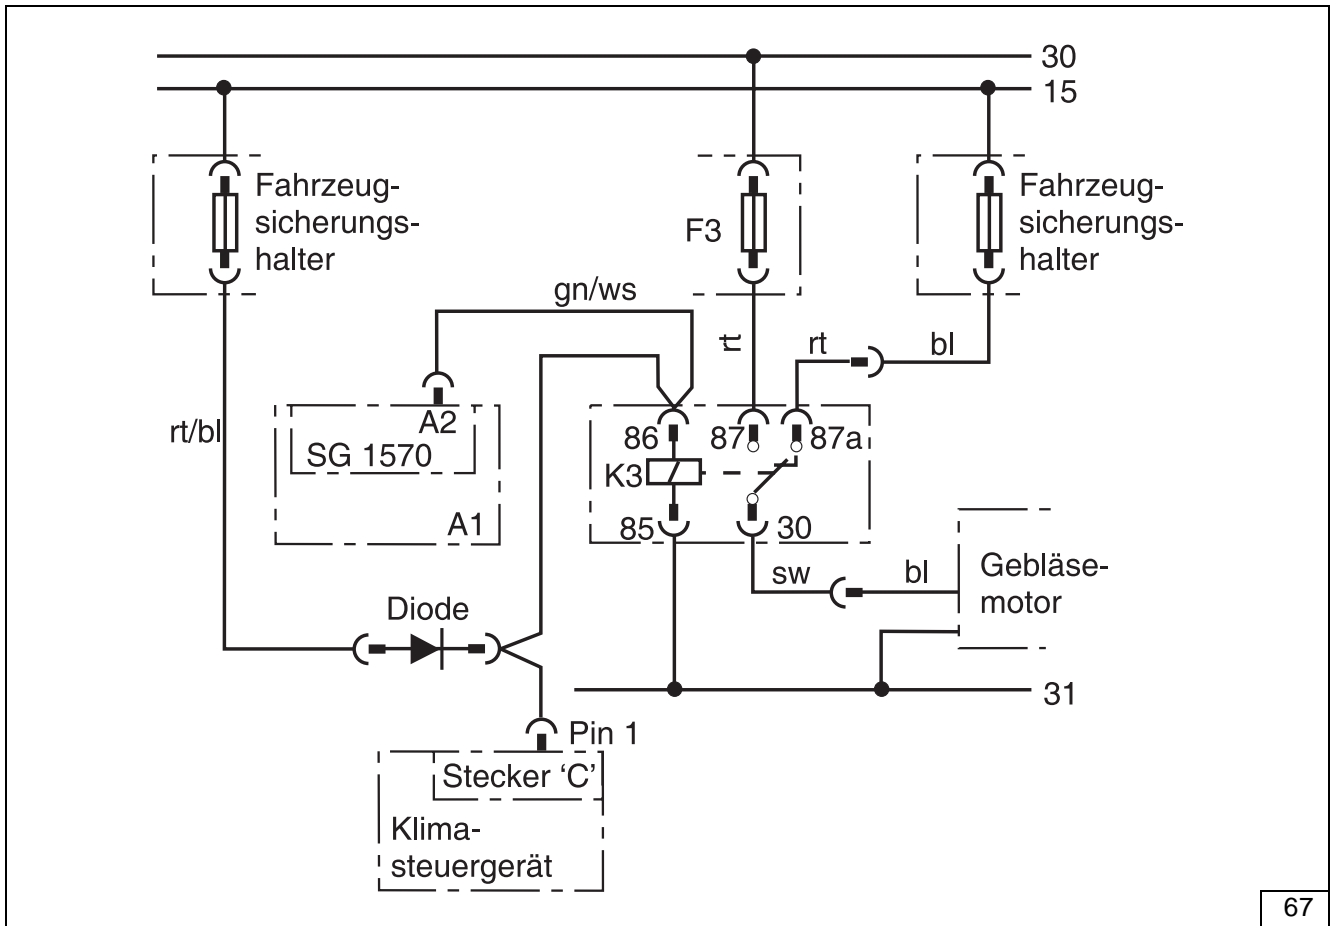 30
15
Fahrzeug-
sicherungs-
halter
F3
Fahrzeug-
sicherungs-
halter
gn/ws
rt
rt
bl
rt/bl
A2
SG 1570
A1
86
87
87a
K3
85
30
sw
bl
Gebläse-
motor
Diode
31
Pin 1
Stecker ‘C’
Klima-
steuergerät
67